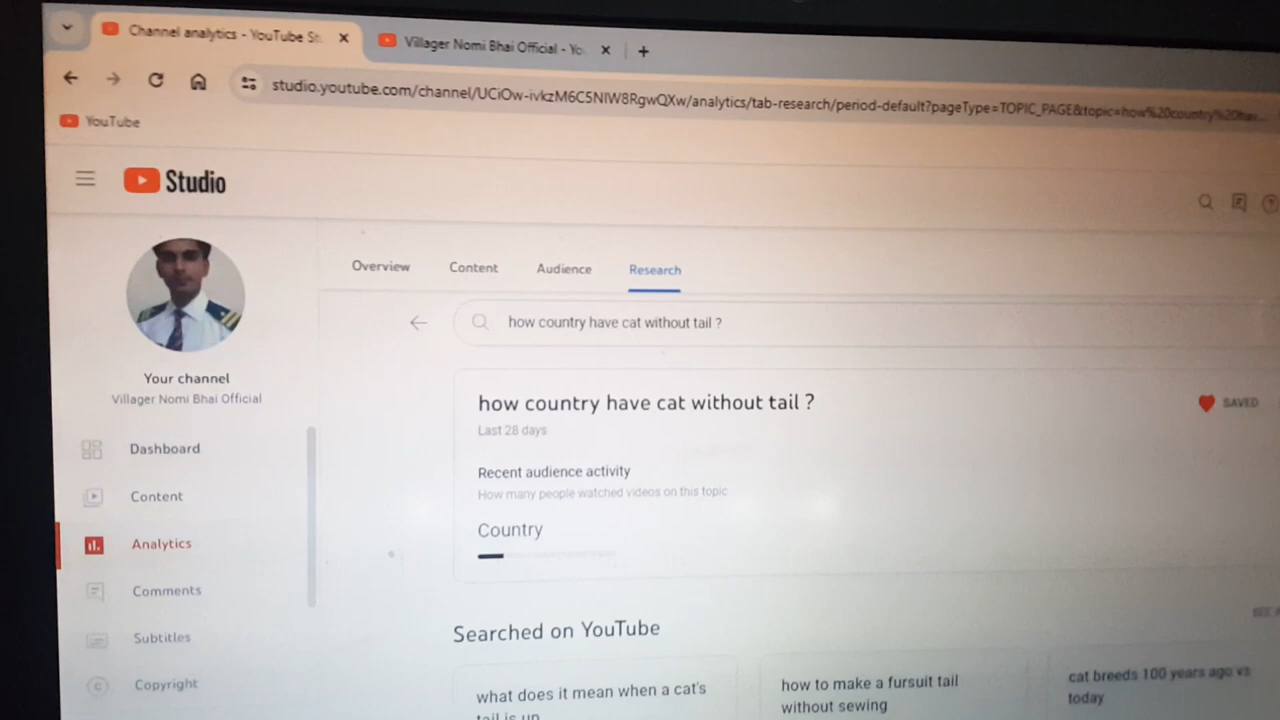 Channel analytics - YouTube St
Villager Nomi Bhai Official - Yo
studio.youtube.com/channel/UCiOw-ivkzM6C5NIW8RgwQXw/analytics/tab-research/period-default?pageType=TOPIC_PAGE&topic=how%20country%20hav...
YouTube
Studio
Overview
Content
Audience
Research
how country have cat without tail ?
Your channel
Villager Nomi Bhai Official
how country have cat without tail ?
SAVED
Last 28 days
Dashboard
Recent audience activity
How many people watched videos on this topic
Content
Country
Analytics
Comments
Searched on YouTube
Subtitles
what does it mean when a cat's
tail is up
how to make a fursuit tail
without sewing
cat breeds 100 years ago vs
today
Copyright